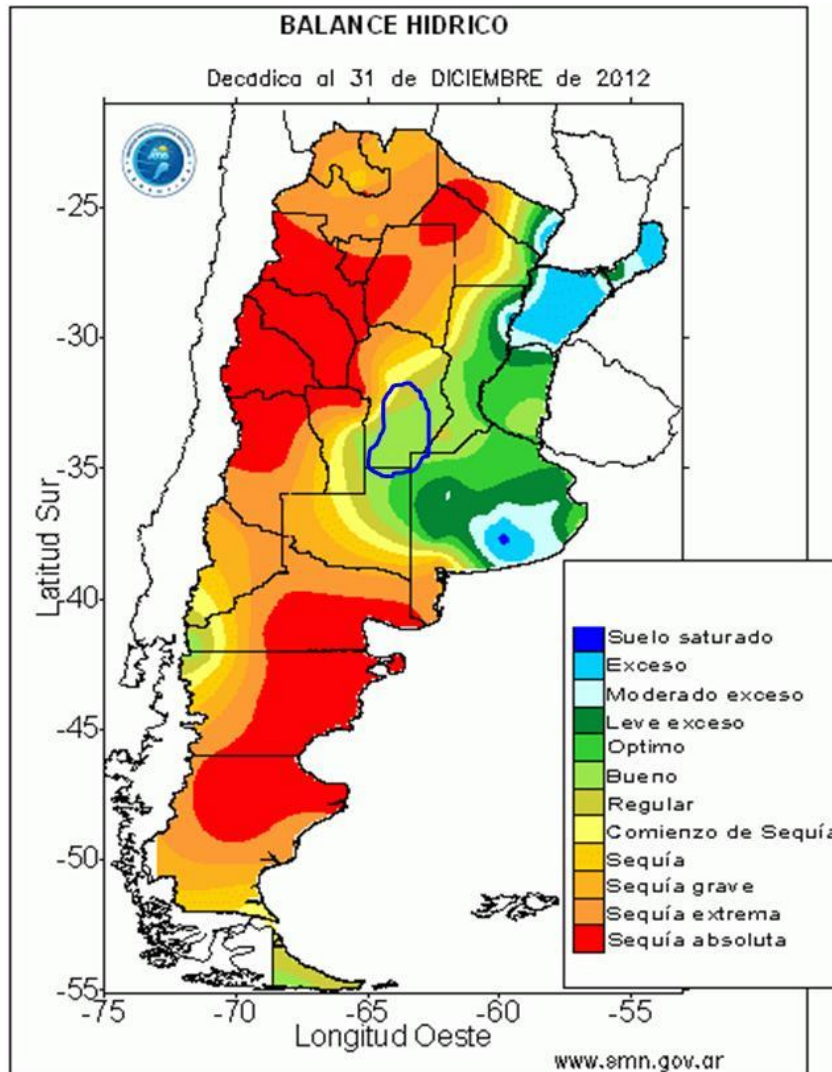 BALANCE HIDRICO
Decadica al 31 de DICIEMBRE de 2012
-25
-30
-35
-40
-45
-50
-55
Latitud Sur
-75
-70
-65
-60
-55
Longitud Oeste
Suelo saturado
Exceso
Moderado exceso
Leve exceso
Optimo
Bueno
Regular
Comienzo de Sequía
Sequía
Sequía grave
Sequía extrema
Sequía absoluta
www.smn.gov.ar